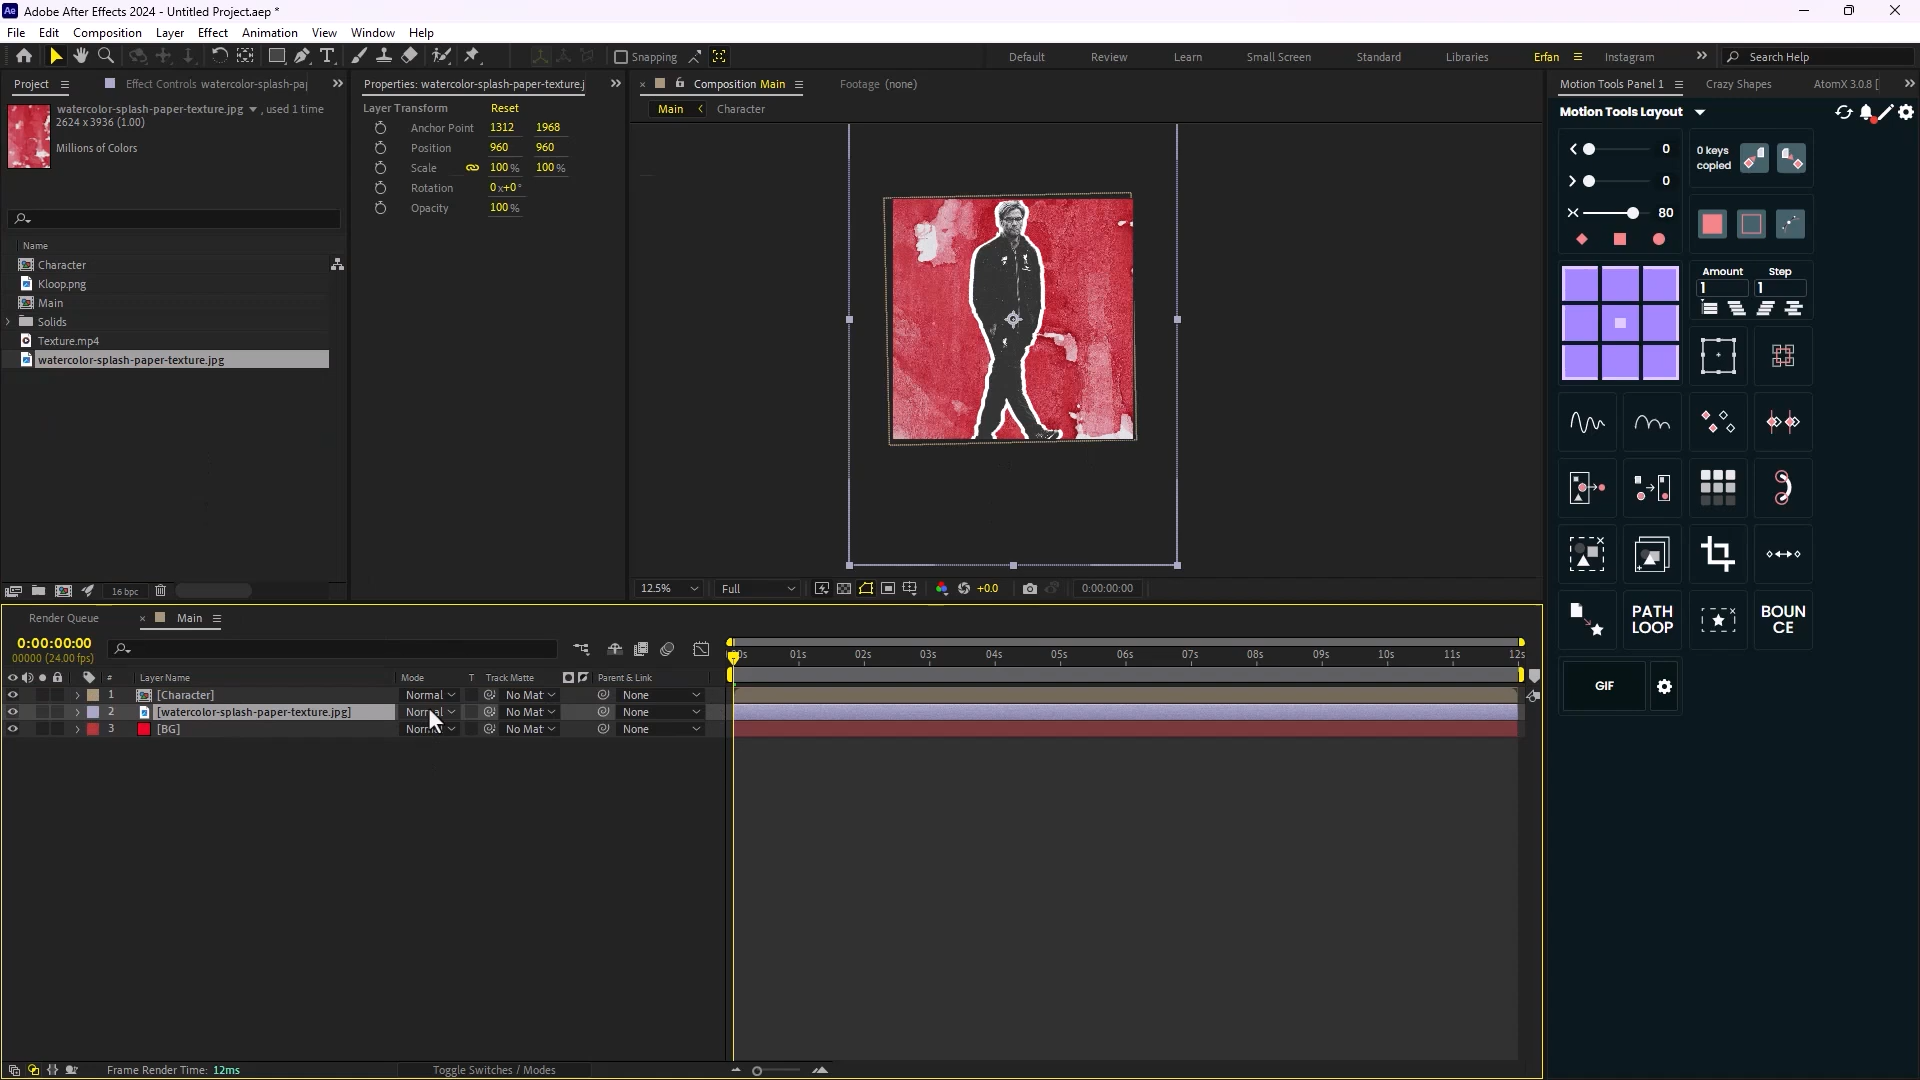 Adobe After Effects 2024 - Untitled Project.aep *
File Edit Composition Layer Effect Animation View Window Help
Snapping
Default Review Learn Small Screen Standard Libraries Erfan Instagram Search Help
Project Effect Controls watercolor-splash-pa
watercolor-splash-paper-texture.jpg , used 1 time
2624 x 3936 (1.00)
Millions of Colors
Name
Character
Kloop.png
Main
Solids
Texture.mp4
watercolor-splash-paper-texture.jpg
16 bpc
Properties: watercolor-splash-paper-texture.j
Layer Transform Reset
Anchor Point 1312 1968
Position 960 960
Scale 100 % 100 %
Rotation 0x+0°
Opacity 100 %
Composition Main Footage (none)
Main Character
12.5% Full +0.0 0:00:00:00
Motion Tools Panel 1 Crazy Shapes AtomX 3.0.8 [
Motion Tools Layout
0
0 keys copied
0
80
Amount Step
1 1
PATH LOOP
BOUN CE
GIF
Render Queue Main
0:00:00:00
00000 (24.00 fps)
00s 01s 02s 03s 04s 05s 06s 07s 08s 09s 10s 11s 12s
# Layer Name Mode T Track Matte Parent & Link
1 [Character] Normal No Mat None
2 [watercolor-splash-paper-texture.jpg] Normal No Mat None
3 [BG] No Mat None
Frame Render Time: 12ms Toggle Switches / Modes